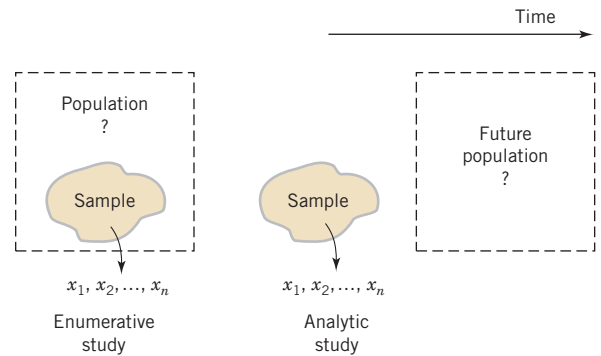 Time
Population
?
Sample
x₁, x₂,..., xₙ
Enumerative
study
Sample
x₁, x₂,..., xₙ
Analytic
study
Future
population
?